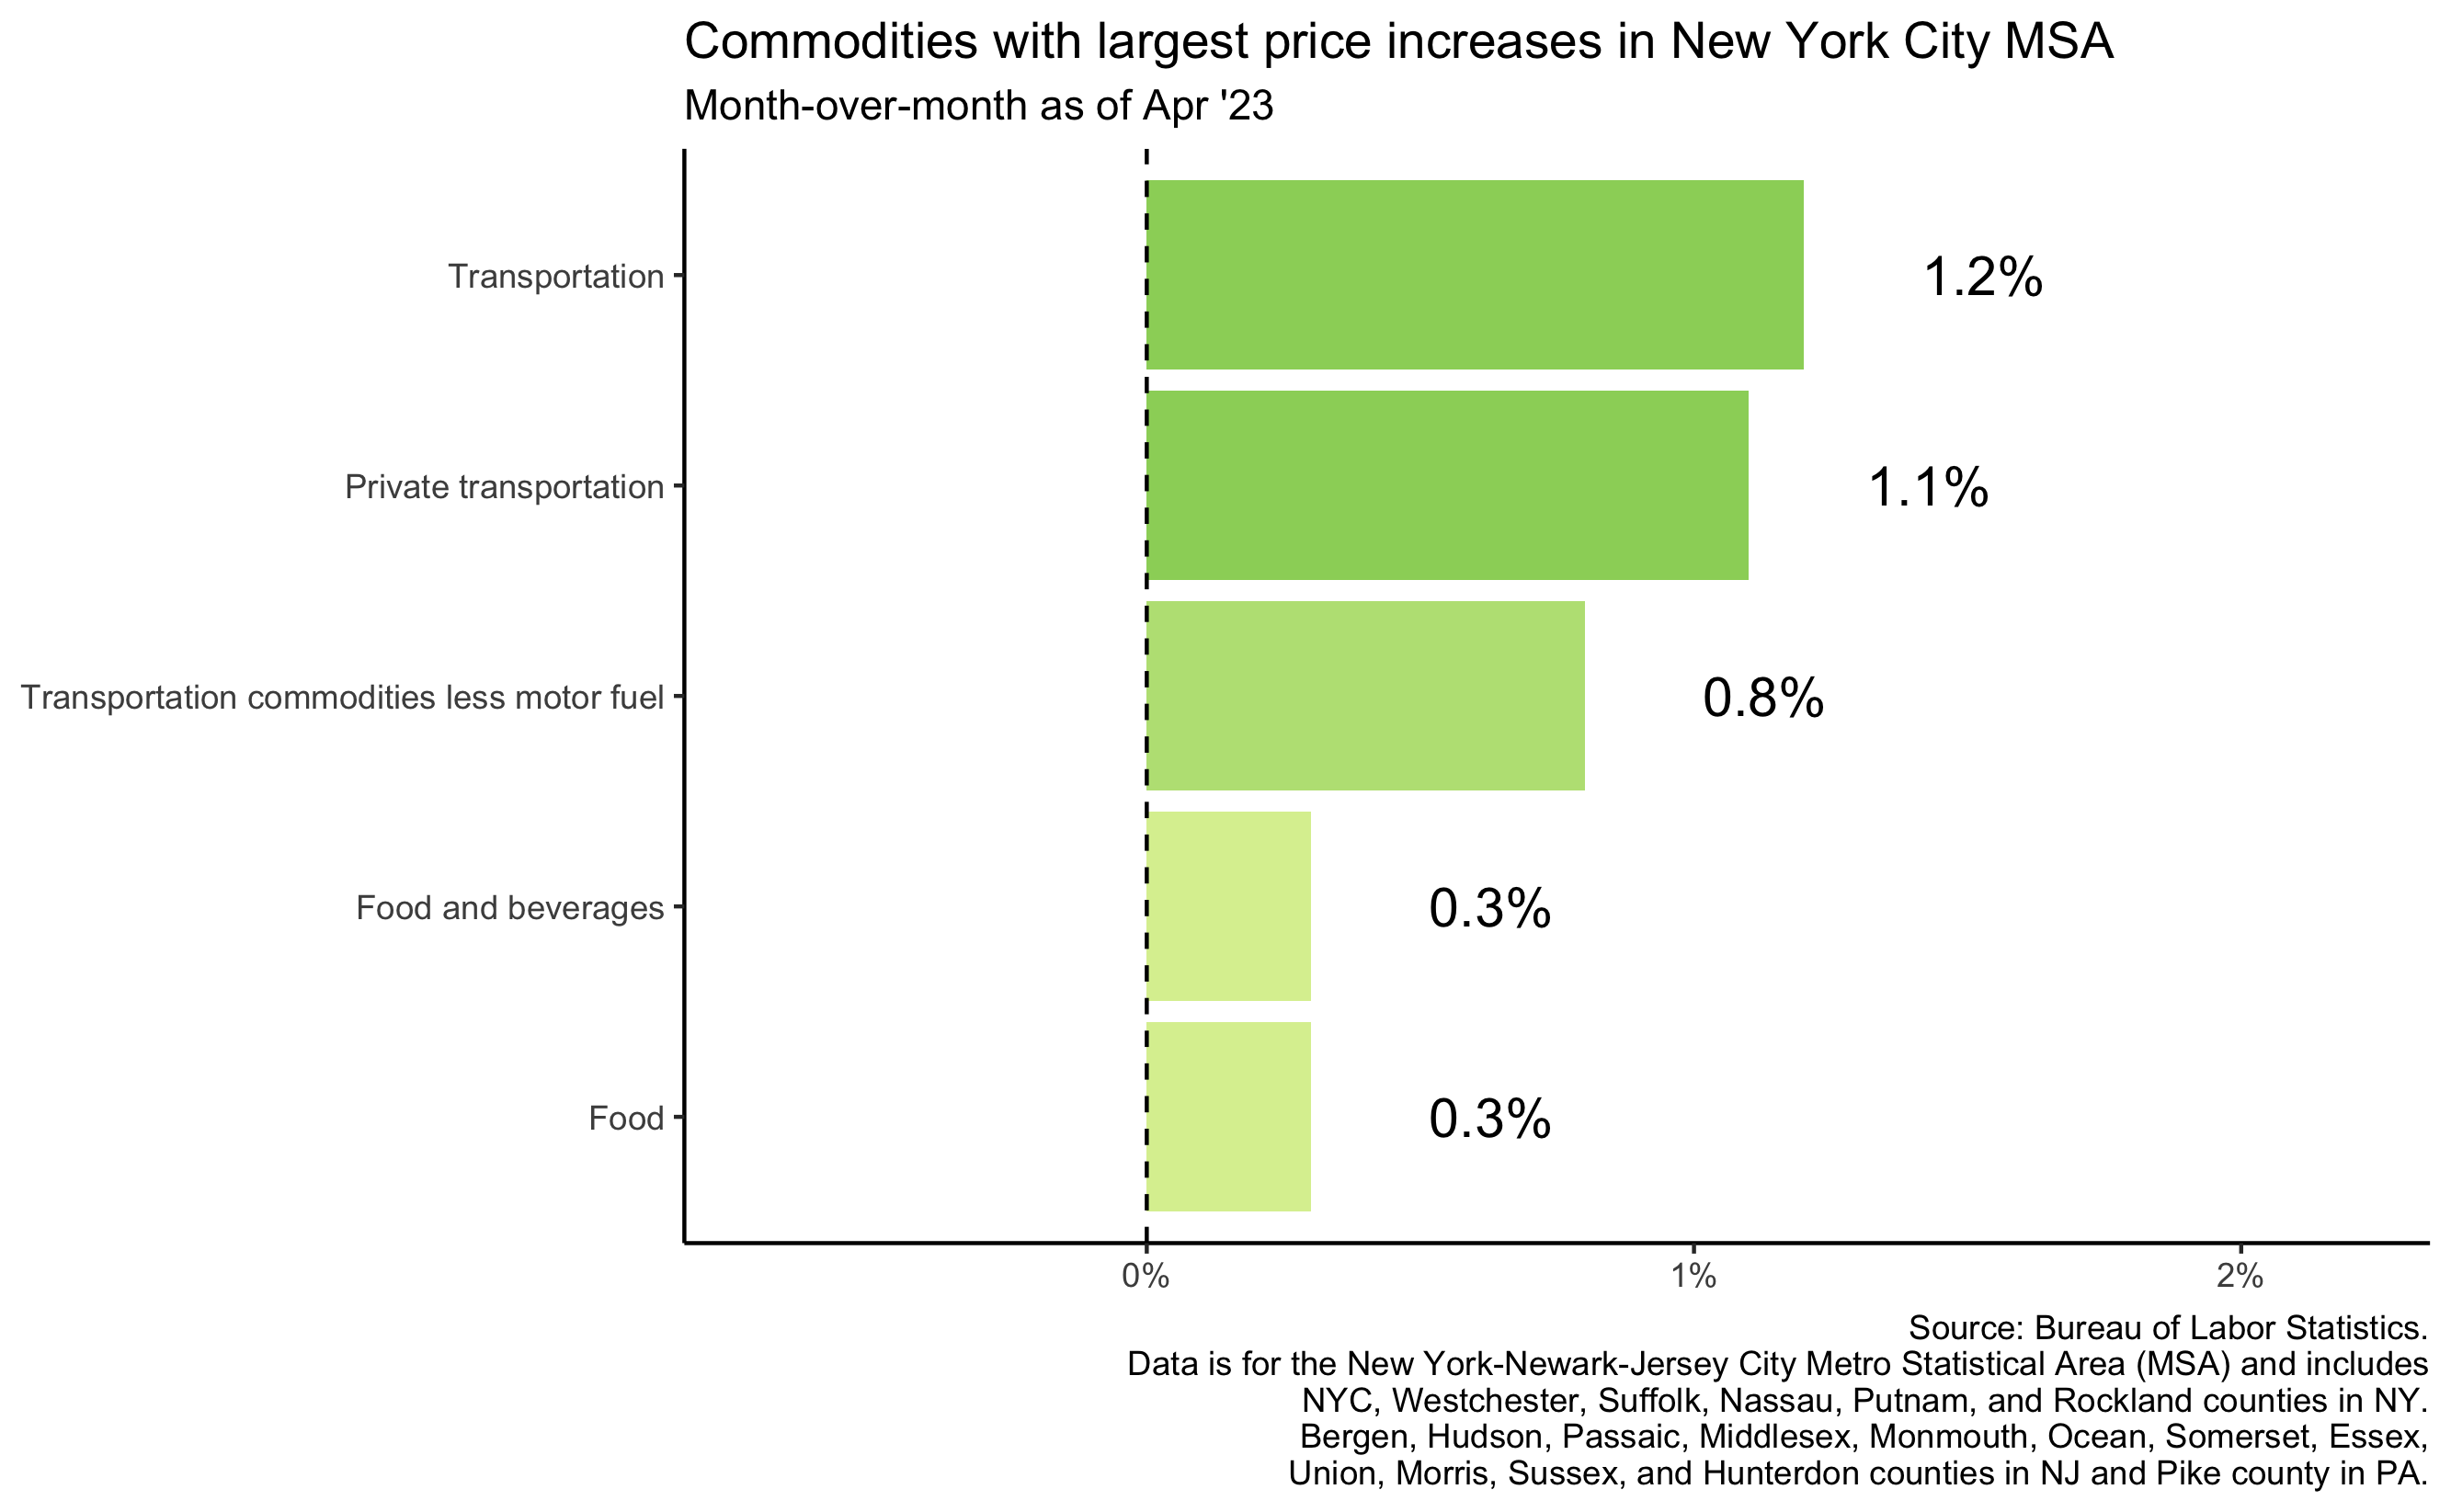 Commodities with largest price increases in New York City MSA
Month-over-month as of Apr '23
Transportation
1.2%
Private transportation
1.1%
Transportation commodities less motor fuel
0.8%
Food and beverages
0.3%
Food
0.3%
0%
1%
2%
Source: Bureau of Labor Statistics.
Data is for the New York-Newark-Jersey City Metro Statistical Area (MSA) and includes
NYC, Westchester, Suffolk, Nassau, Putnam, and Rockland counties in NY.
Bergen, Hudson, Passaic, Middlesex, Monmouth, Ocean, Somerset, Essex,
Union, Morris, Sussex, and Hunterdon counties in NJ and Pike county in PA.